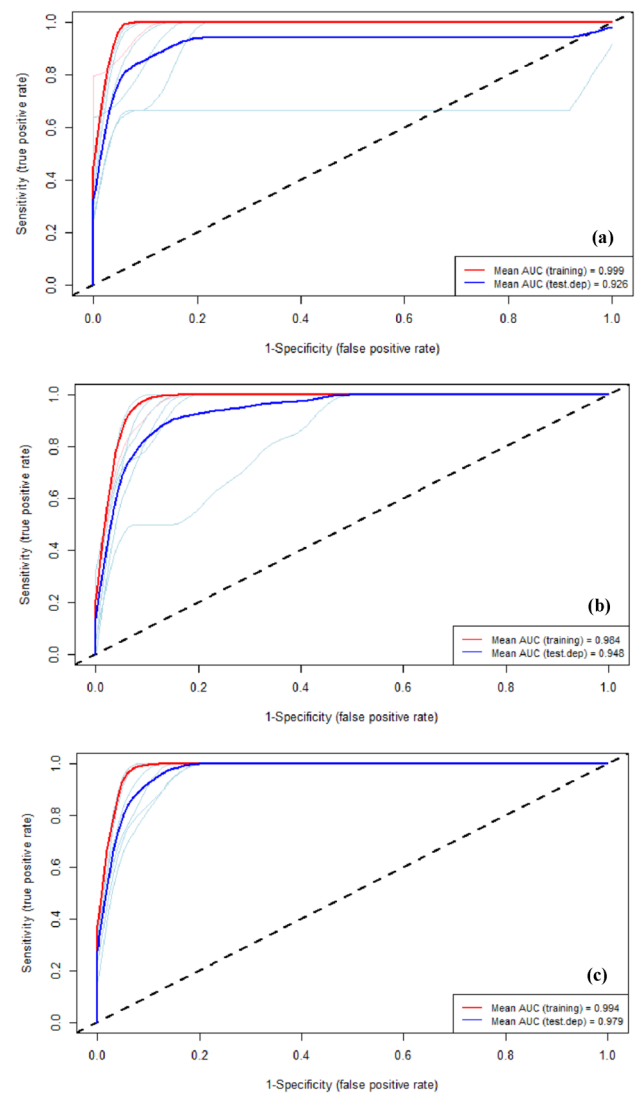 1.0
0.8
0.6
0.4
0.2
0.0
Sensitivity (true positive rate)
(a)
Mean AUC (training) = 0.999
Mean AUC (test.dep) = 0.926
0.0 0.2 0.4 0.6 0.8 1.0
1-Specificity (false positive rate)
1.0
0.8
0.6
0.4
0.2
0.0
Sensitivity (true positive rate)
(b)
Mean AUC (training) = 0.984
Mean AUC (test.dep) = 0.948
0.0 0.2 0.4 0.6 0.8 1.0
1-Specificity (false positive rate)
1.0
0.8
0.6
0.4
0.2
0.0
Sensitivity (true positive rate)
(c)
Mean AUC (training) = 0.994
Mean AUC (test.dep) = 0.979
0.0 0.2 0.4 0.6 0.8 1.0
1-Specificity (false positive rate)